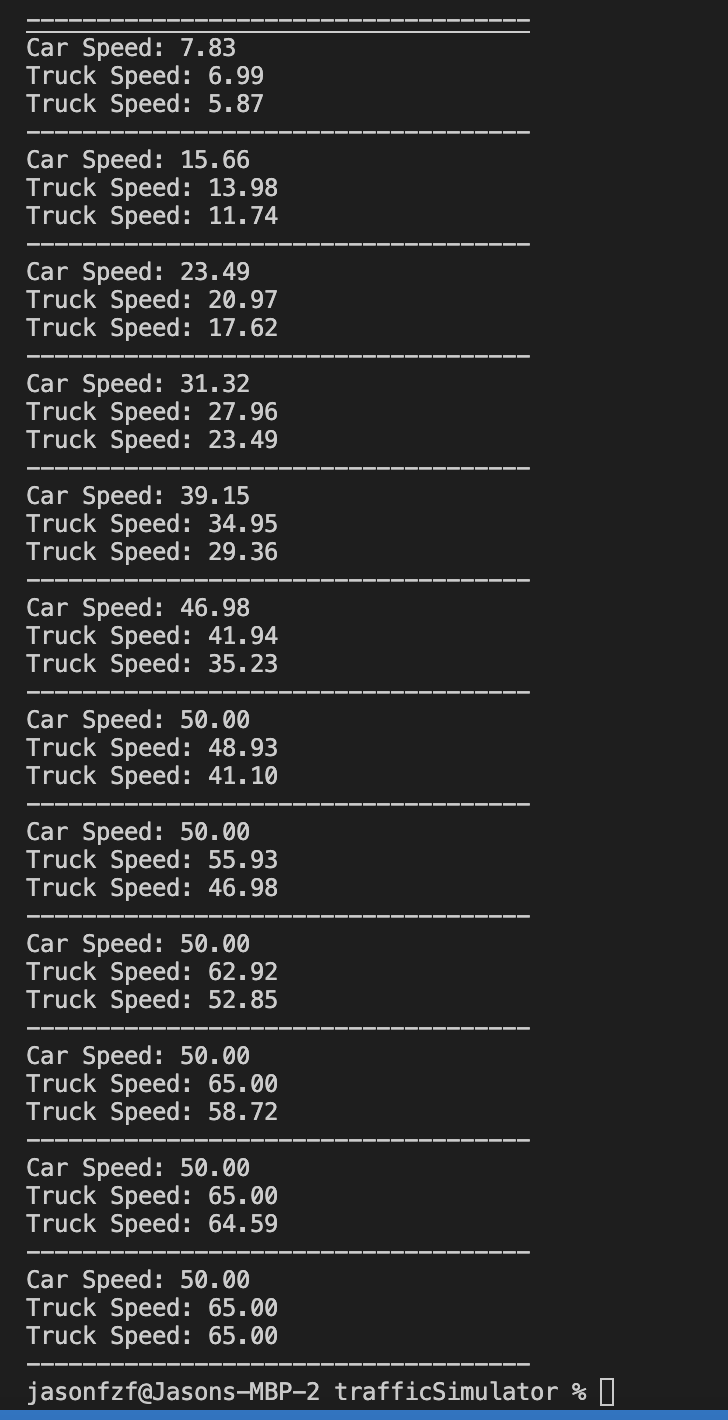 ------------------------------------
Car Speed: 7.83
Truck Speed: 6.99
Truck Speed: 5.87
------------------------------------
Car Speed: 15.66
Truck Speed: 13.98
Truck Speed: 11.74
------------------------------------
Car Speed: 23.49
Truck Speed: 20.97
Truck Speed: 17.62
------------------------------------
Car Speed: 31.32
Truck Speed: 27.96
Truck Speed: 23.49
------------------------------------
Car Speed: 39.15
Truck Speed: 34.95
Truck Speed: 29.36
------------------------------------
Car Speed: 46.98
Truck Speed: 41.94
Truck Speed: 35.23
------------------------------------
Car Speed: 50.00
Truck Speed: 48.93
Truck Speed: 41.10
------------------------------------
Car Speed: 50.00
Truck Speed: 55.93
Truck Speed: 46.98
------------------------------------
Car Speed: 50.00
Truck Speed: 62.92
Truck Speed: 52.85
------------------------------------
Car Speed: 50.00
Truck Speed: 65.00
Truck Speed: 58.72
------------------------------------
Car Speed: 50.00
Truck Speed: 65.00
Truck Speed: 64.59
------------------------------------
Car Speed: 50.00
Truck Speed: 65.00
Truck Speed: 65.00
------------------------------------
jasonfzf@Jasons-MBP-2 trafficSimulator %